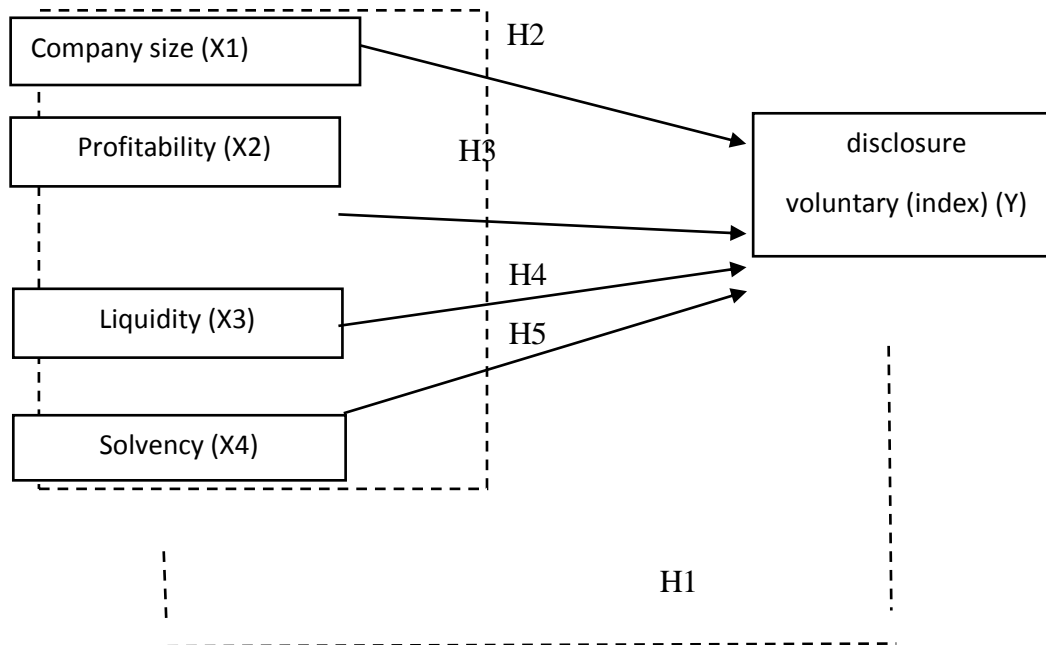 Company size (X1)
H2
Profitability (X2)
H3
disclosure
voluntary (index) (Y)
Liquidity (X3)
H4
H5
Solvency (X4)
H1